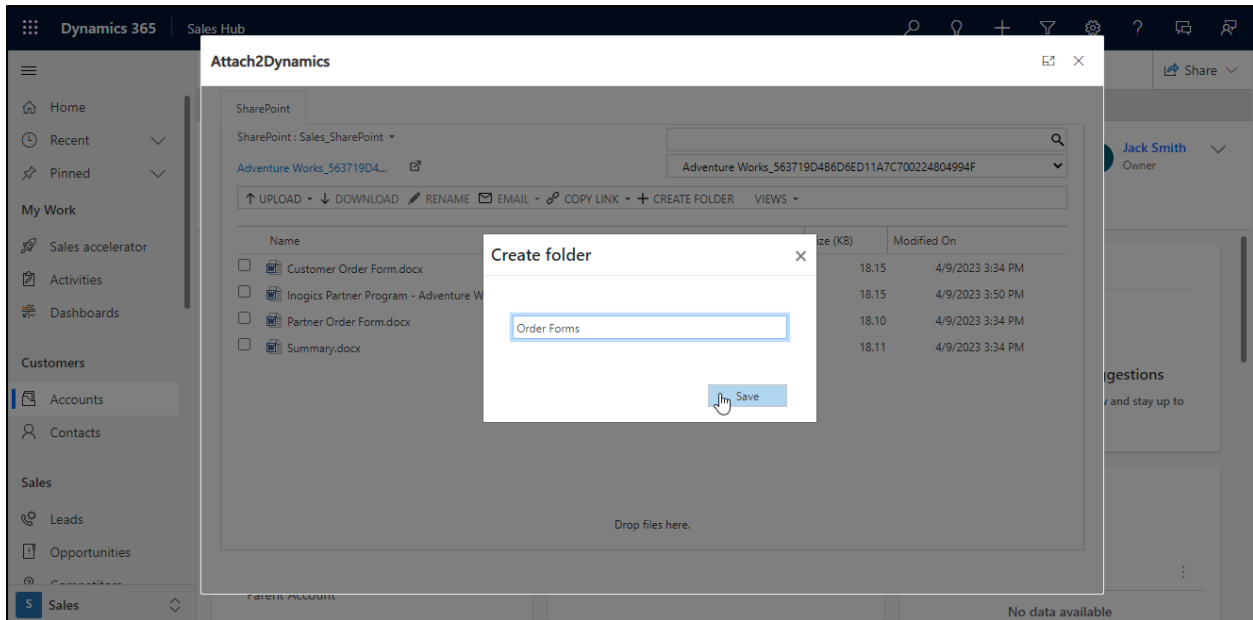 Dynamics 365 Sales Hub
Attach2Dynamics
Share
Home
Recent
Pinned
My Work
Sales accelerator
Activities
Dashboards
Customers
Accounts
Contacts
Sales
Leads
Opportunities
S Sales
SharePoint
SharePoint : Sales_SharePoint
Adventure Works_563719D4...
Adventure Works_563719D4B6D6ED11A7C700224804994F
UPLOAD DOWNLOAD RENAME EMAIL COPY LINK CREATE FOLDER VIEWS
Name (KB) Modified On
Customer Order Form.docx 18.15 4/9/2023 3:34 PM
Inogics Partner Program - Adventure W 18.15 4/9/2023 3:50 PM
Partner Order Form.docx 18.10 4/9/2023 3:34 PM
Summary.docx 18.11 4/9/2023 3:34 PM
Create folder
Order Forms
Save
Drop files here.
Jack Smith
Owner
and stay up to
Parent Account
No data available